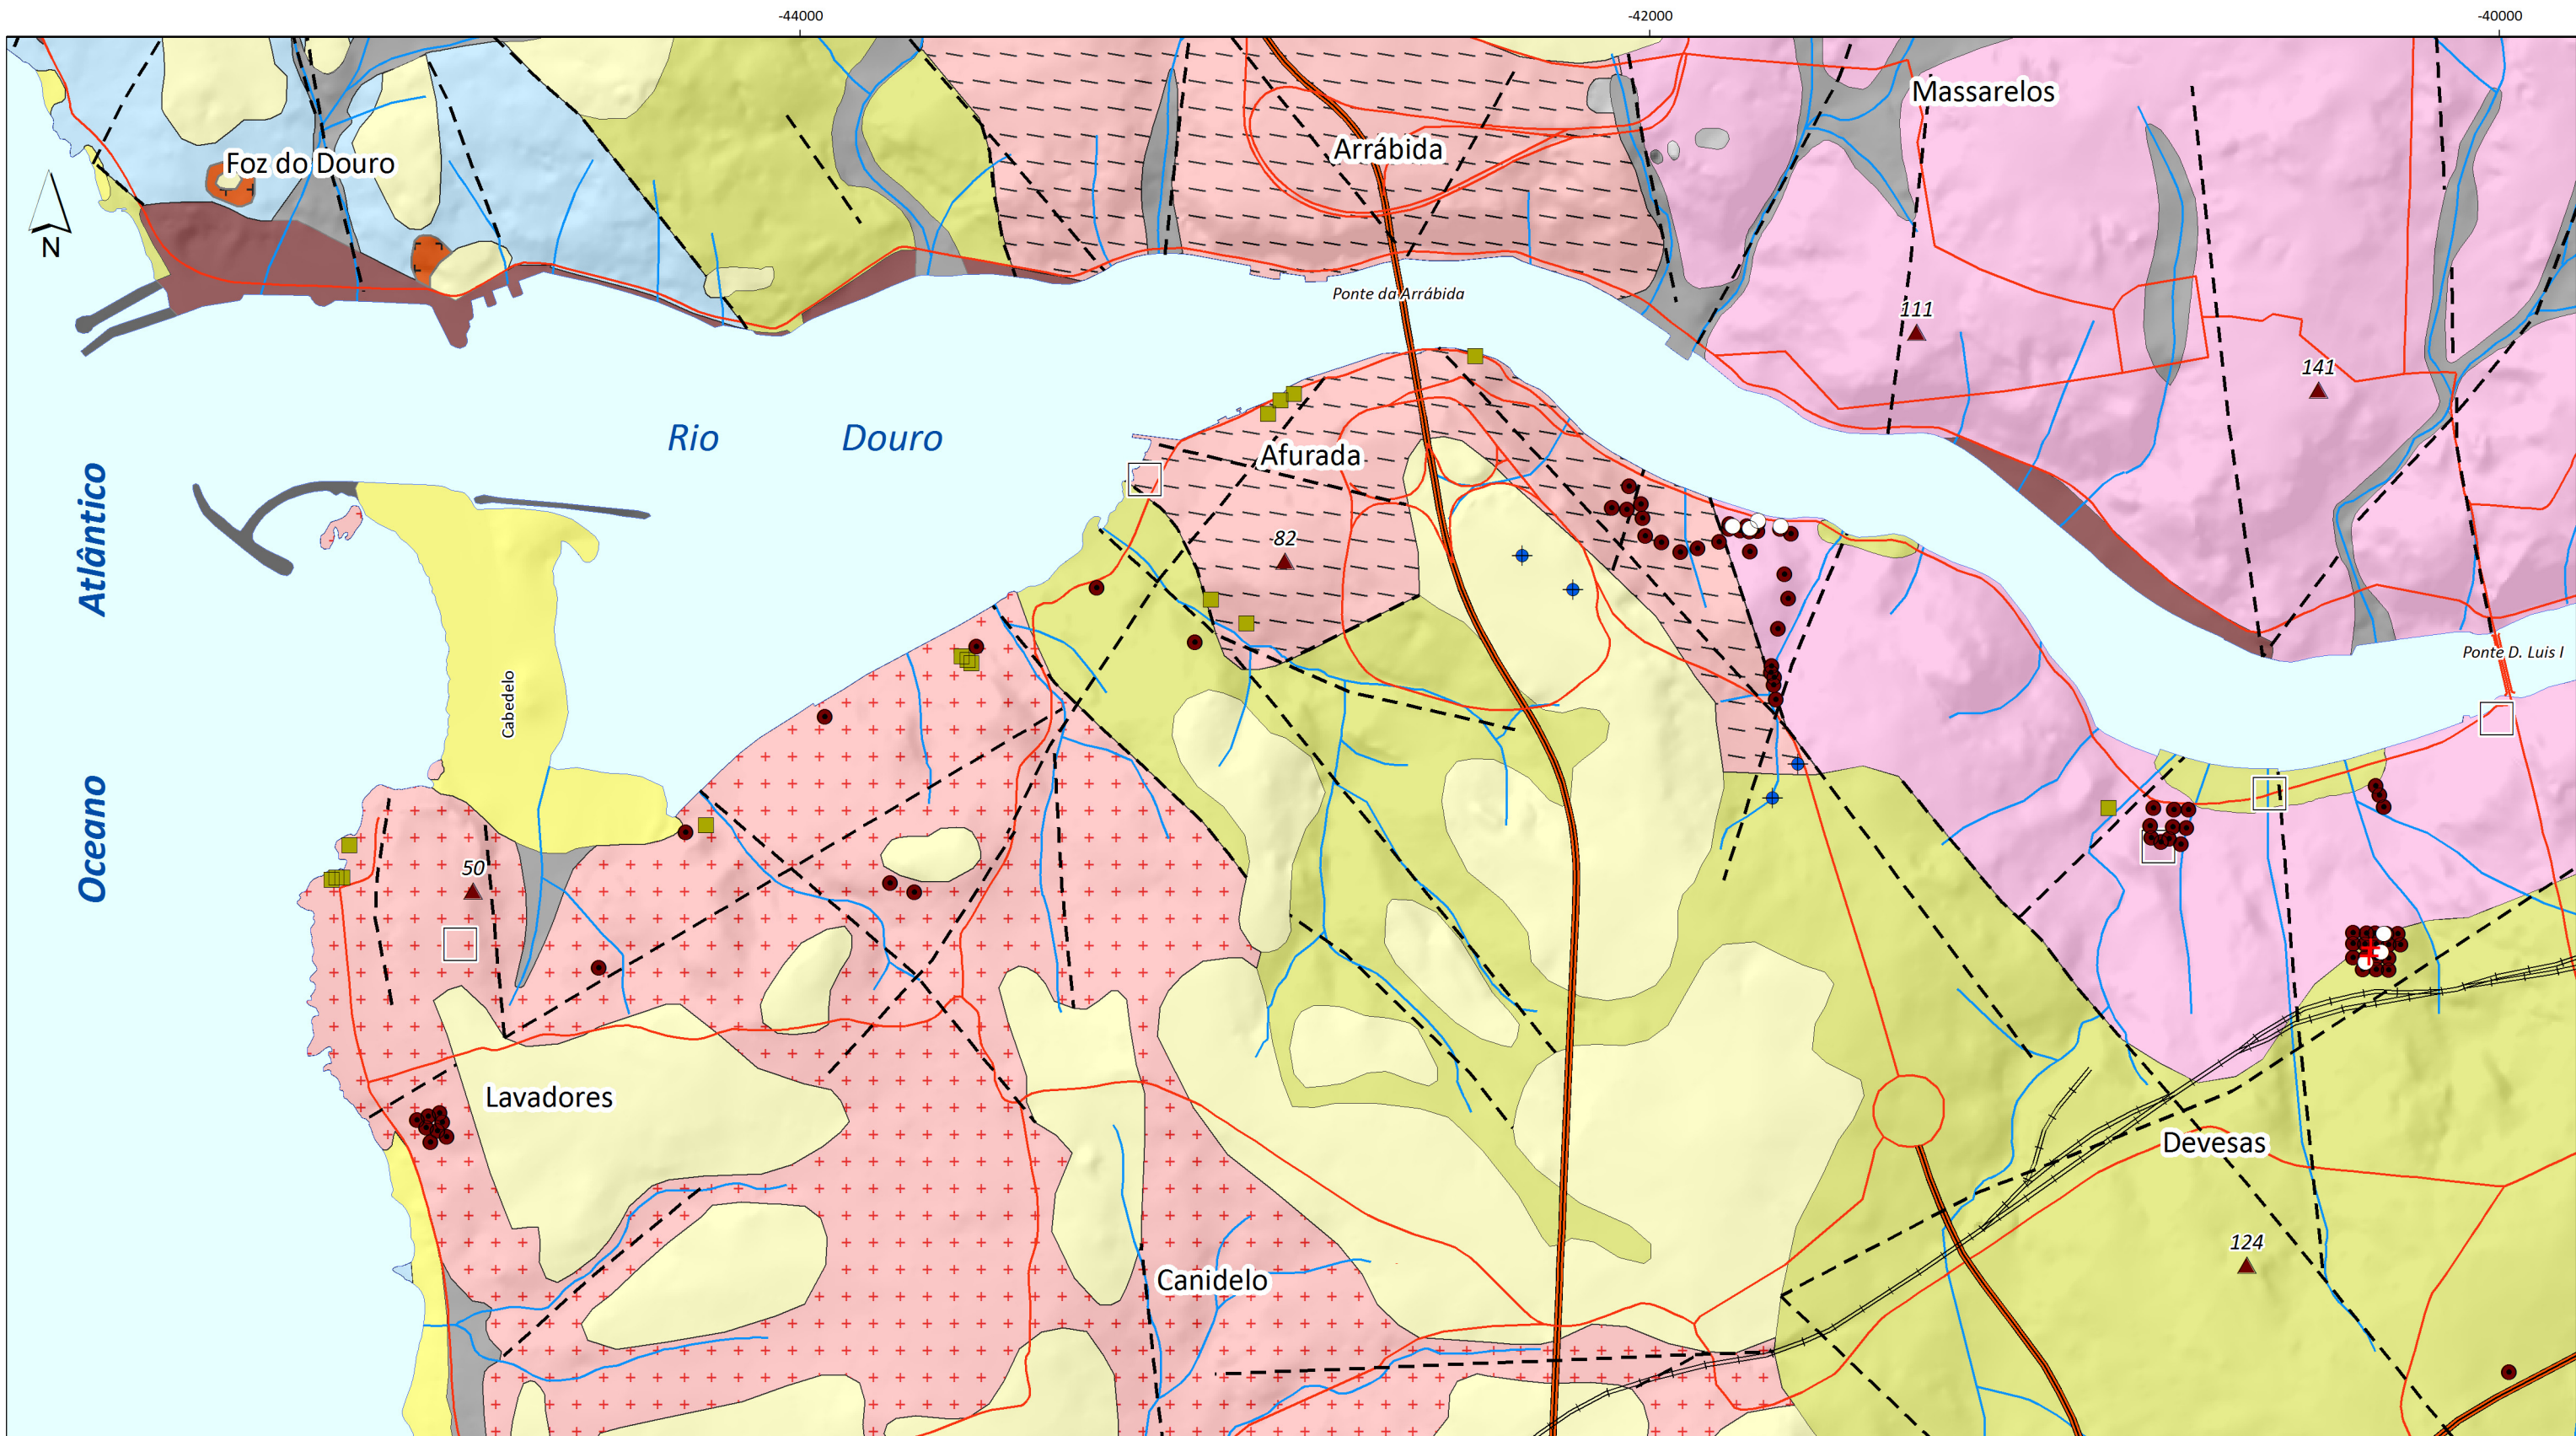 -44000
-42000
-40000
Massarelos
Arrábida
Foz do Douro
N
Ponte da Arrábida
111
141
Rio Douro
Afurada
Atlântico
82
Ponte D. Luis I
Cabedelo
Oceano
50
Lavadores
Devesas
124
Canidelo